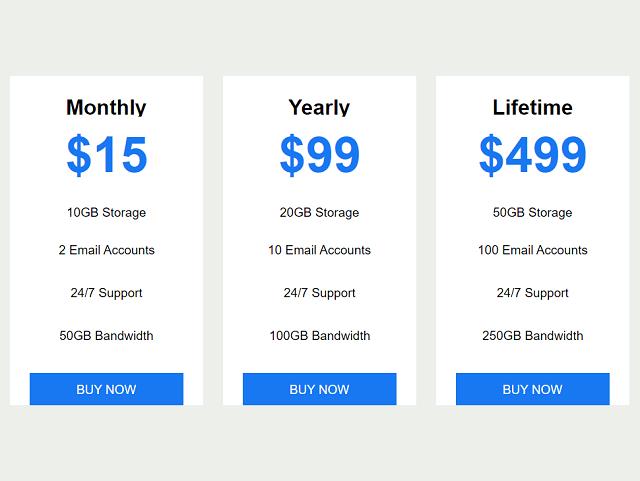 Monthly
$15
10GB Storage
2 Email Accounts
24/7 Support
50GB Bandwidth
BUY NOW
Yearly
$99
20GB Storage
10 Email Accounts
24/7 Support
100GB Bandwidth
BUY NOW
Lifetime
$499
50GB Storage
100 Email Accounts
24/7 Support
250GB Bandwidth
BUY NOW